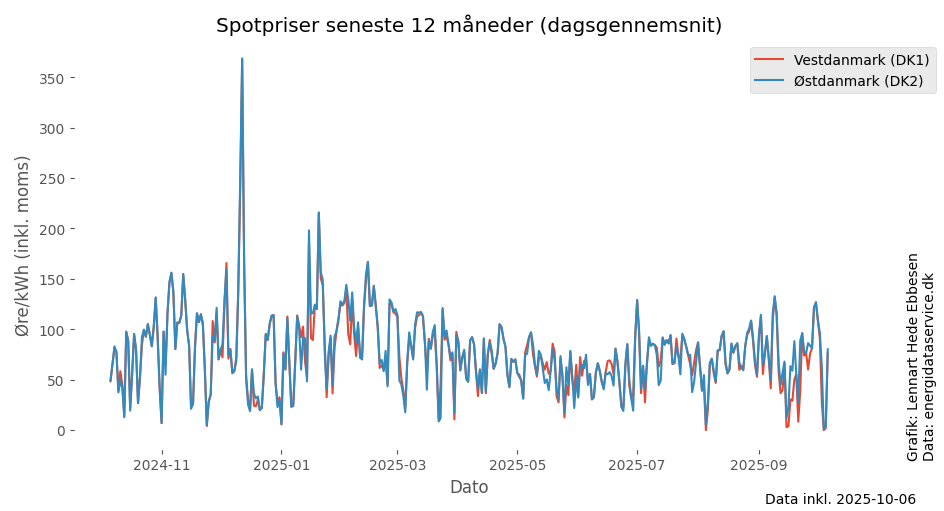 Spotpriser seneste 12 måneder (dagsgennemsnit)
Vestdanmark (DK1)
Østdanmark (DK2)
Øre/kWh (inkl. moms)
350
300
250
200
150
100
50
0
2024-11
2025-01
2025-03
2025-05
2025-07
2025-09
Dato
Grafik: Lennart Hede Ebbesen
Data: energidataservice.dk
Data inkl. 2025-10-06